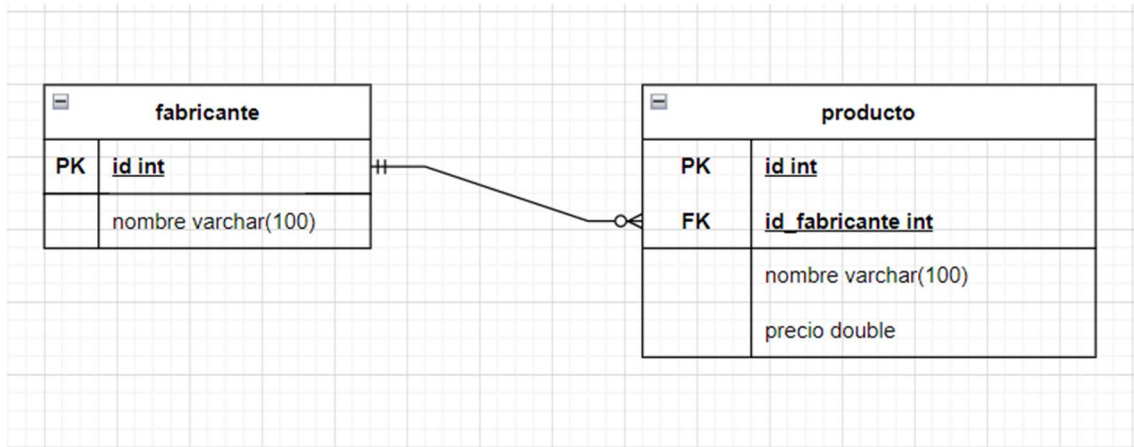 fabricante
PK id int
nombre varchar(100)
producto
PK id int
FK id_fabricante int
nombre varchar(100)
precio double